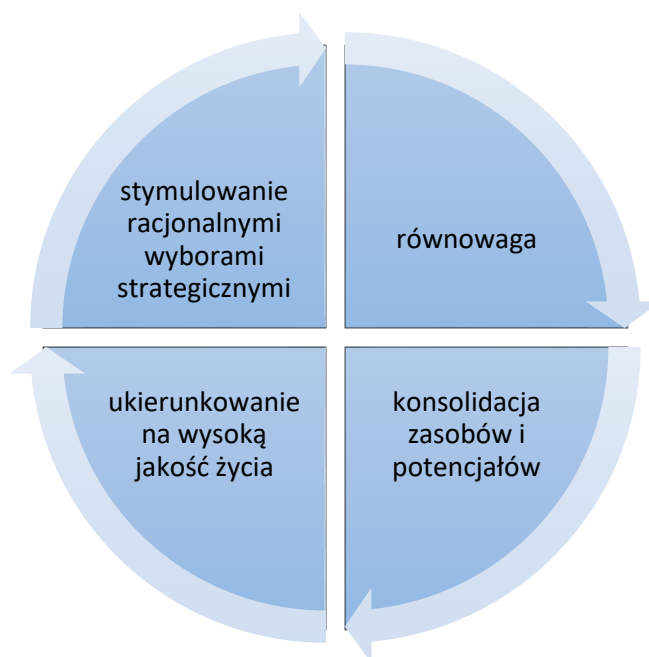 stymulowanie
racjonalnymi
wyborami
strategicznymi
równowaga
ukierunkowanie
na wysoką
jakość życia
konsolidacja
zasobów i
potencjałów